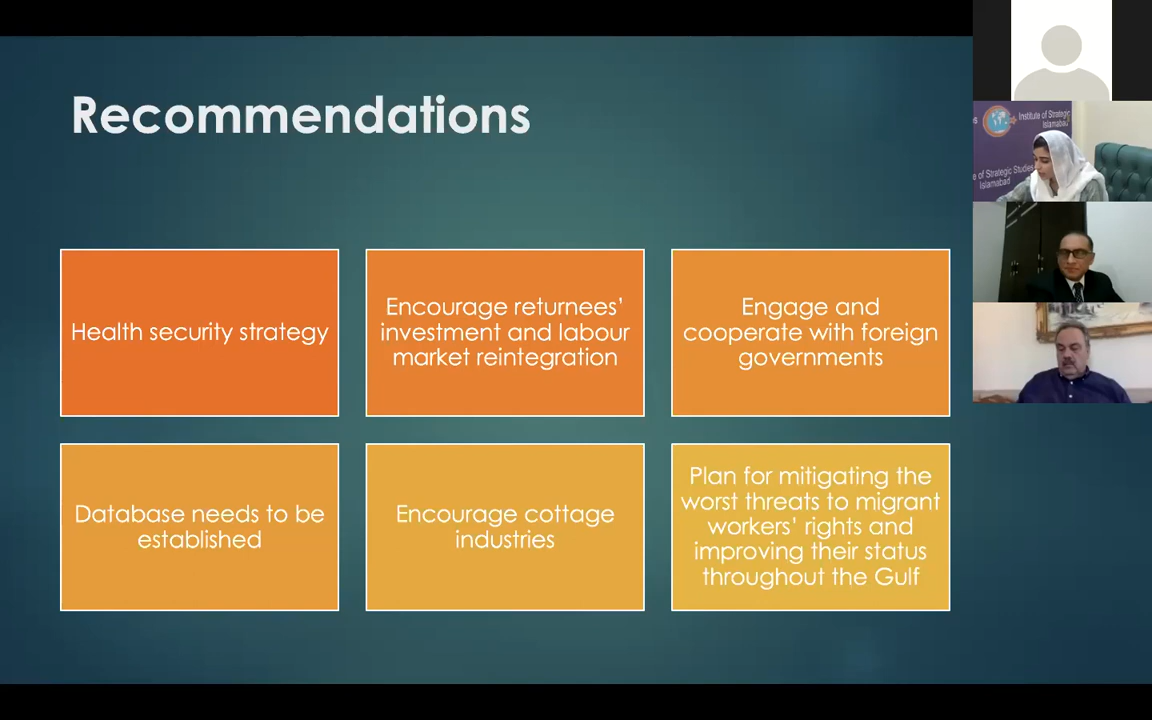 Recommendations
Health security strategy
Encourage returnees'
investment and labour
market reintegration
Engage and
cooperate with foreign
governments
Database needs to be
established
Encourage cottage
industries
Plan for mitigating the
worst threats to migrant
workers' rights and
improving their status
throughout the Gulf
Institute of Strategic
Islamabad
of Strategic Studies
Islamabad